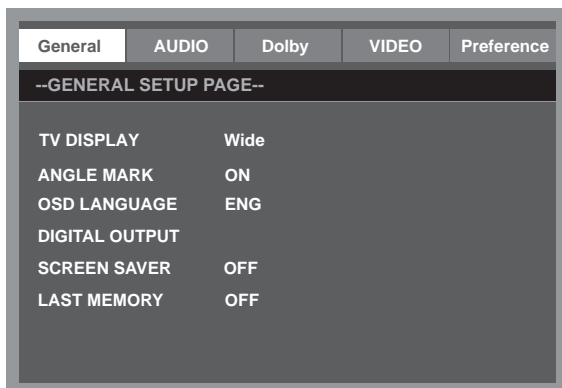 General AUDIO Dolby VIDEO Preference
--GENERAL SETUP PAGE--
TV DISPLAY Wide
ANGLE MARK ON
OSD LANGUAGE ENG
DIGITAL OUTPUT
SCREEN SAVER OFF
LAST MEMORY OFF